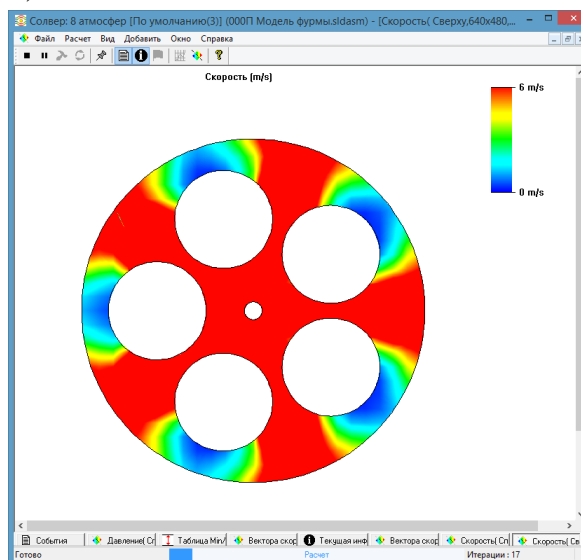 Солвер: 8 атмосфер [По умолчанию(3)] (000П Модель фурмы.sldasm) - [Скорость( Сверху,640x480,...
Файл Расчет Вид Добавить Окно Справка
Скорость (m/s)
6 m/s
0 m/s
События Давление( Сг Таблица Min/ Вектора скор Текущая инф Вектора скор Скорость( Сп Скорость( Св
Готово Расчет Итерации : 17